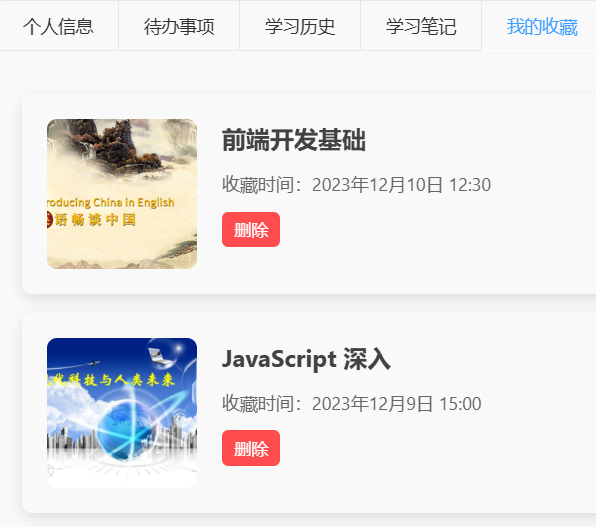 个人信息
待办事项
学习历史
学习笔记
我的收藏
前端开发基础
收藏时间：2023年12月10日 12:30
删除
roducing China in English
语畅谈中国
JavaScript 深入
收藏时间：2023年12月9日 15:00
删除
代科技与人类未来